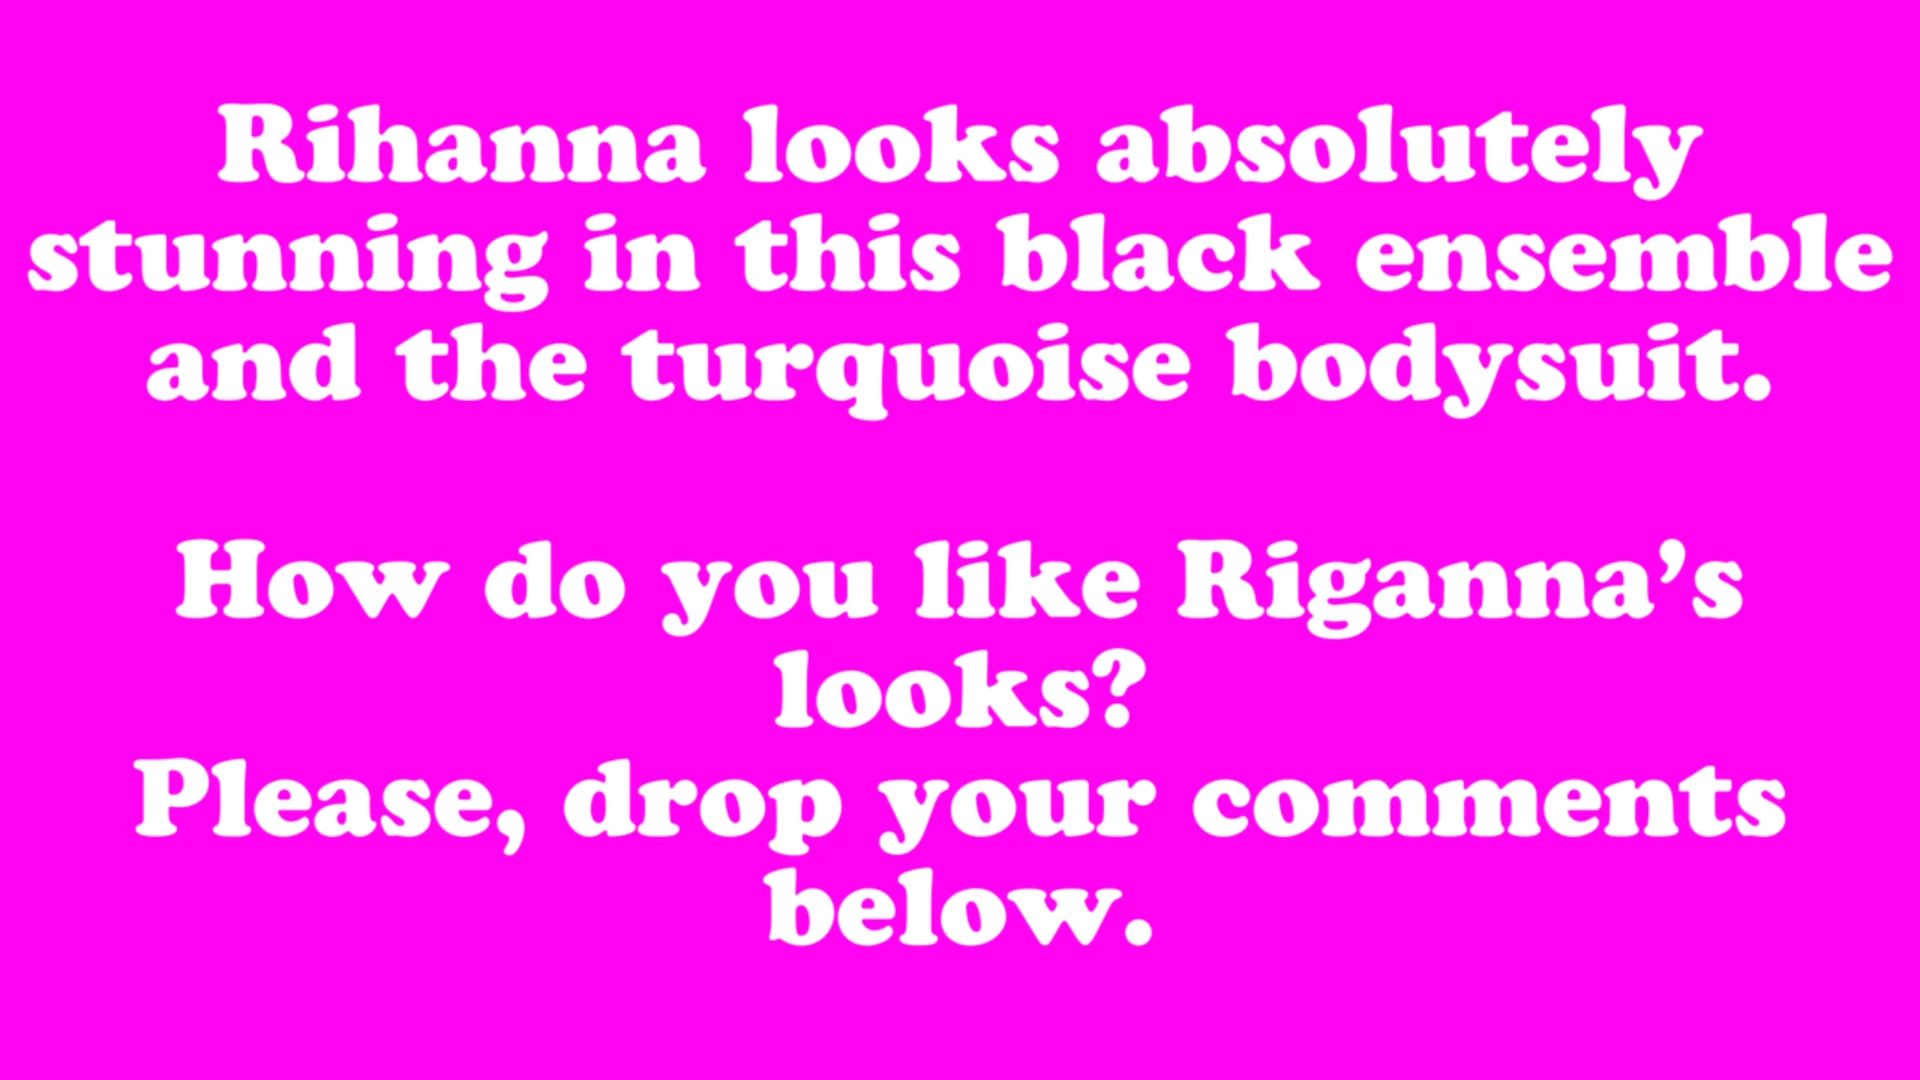 Rihanna looks absolutely
stunning in this black ensemble
and the turquoise bodysuit.
How do you like Riganna’s
looks?
Please, drop your comments
below.